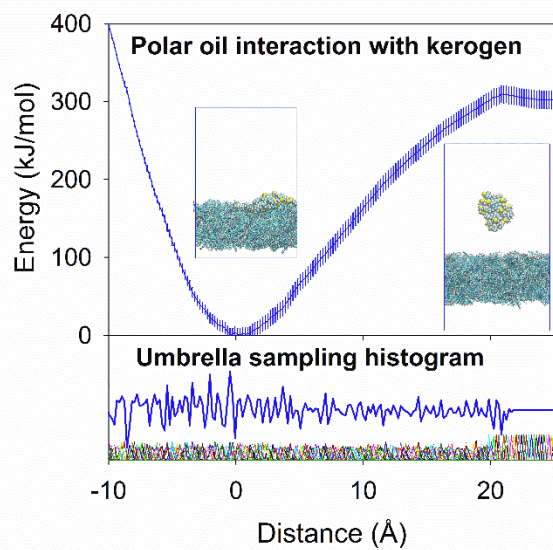 400
Polar oil interaction with kerogen
300
200
100
0
Energy (kJ/mol)
Umbrella sampling histogram
-10 0 10 20
Distance (Å)